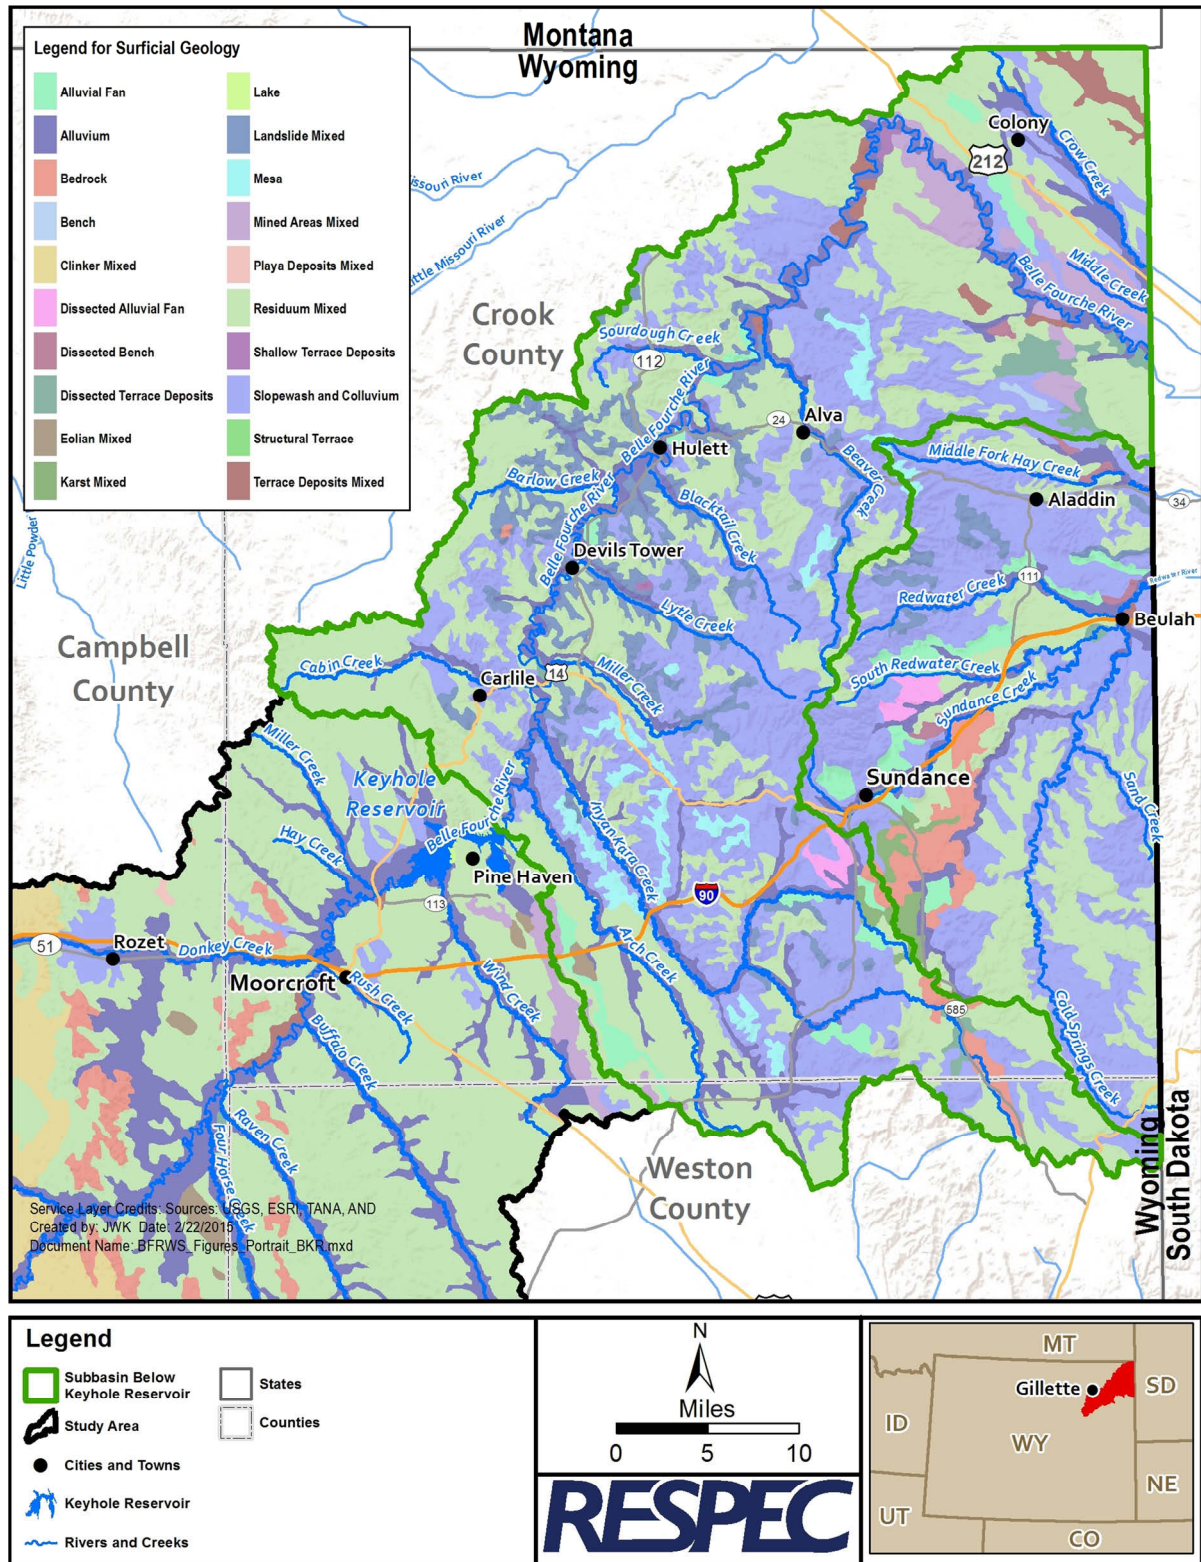 Montana
Wyoming
Legend for Surficial Geology
Alluvial Fan
Alluvium
Bedrock
Bench
Clinker Mixed
Dissected Alluvial Fan
Dissected Bench
Dissected Terrace Deposits
Eolian Mixed
Karst Mixed
Lake
Landslide Mixed
Mesa
Mined Areas Mixed
Playa Deposits Mixed
Residuum Mixed
Shallow Terrace Deposits
Slopewash and Colluvium
Structural Terrace
Terrace Deposits Mixed
Colony
212
Crow Creek
Missouri River
Little Missouri River
Middle Creek
Belle Fourche River
Crook
County
Sourdough Creek
112
Belle Fourche River
24
Alva
Hulett
Beaver Creek
Middle Fork Hay Creek
Aladdin
34
Barlow Creek
Belle Fourche River
Blacktail Creek
Devils Tower
Little Powder
Lytle Creek
Redwater Creek
111
Redwater River
Beulah
Campbell
County
Cabin Creek
Carlile
14
Miller Creek
South Redwater Creek
Sundance Creek
Miller Creek
Keyhole
Reservoir
Belle Fourche River
Sundance
Sand Creek
Hay Creek
Pine Haven
Inyankara Creek
90
113
51
Rozet
Donkey Creek
Moorcroft
Rush Creek
Wind Creek
Arch Creek
585
Cold Springs Creek
Buffalo Creek
Raven Creek
Four Horse Creek
Weston
County
Wyoming
South Dakota
Service Layer Credits: Sources: USGS, ESRI, TANA, AND
Created by: JWK Date: 2/22/2015
Document Name: BFRWS_Figures_Portrait_BKR.mxd
Legend
Subbasin Below
Keyhole Reservoir
Study Area
Cities and Towns
Keyhole Reservoir
Rivers and Creeks
States
Counties
N
Miles
0 5 10
RESPEC
MT
Gillette
SD
ID
WY
NE
UT
CO